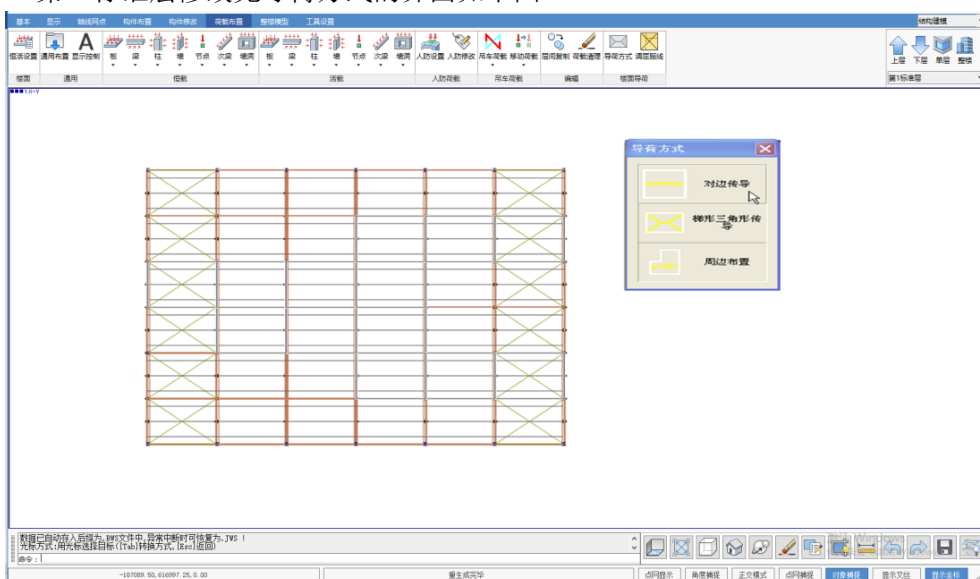 基本 显示 轴线网点 构件布置 构件修改 荷载布置 整楼模型 工具设置 结构建模
恒活设置 通用布置 显示控制 板 梁 柱 墙 节点 次梁 墙洞 板 梁 柱 墙 节点 次梁 墙洞 人防设置 人防修改 吊车荷载 移动荷载 层间复制 荷载清理 导荷方式 调屈服线 上层 下层 单层 整楼
楼面 通用 恒载 活载 人防荷载 吊车荷载 编辑 楼面导荷 第1标准层
导荷方式
对边传导
梯形三角形传
导
周边布置
数据已自动存入后缀为.BWS文件中,异常中断时可恢复为.JWS !
光标方式:用光标选择目标([Tab]转换方式,[Esc]返回)
命令:
-187089.50,616997.25,0.00 重生成完毕 点网显示 角度捕捉 正交模式 点网捕捉 对象捕捉 显示叉丝 显示坐标